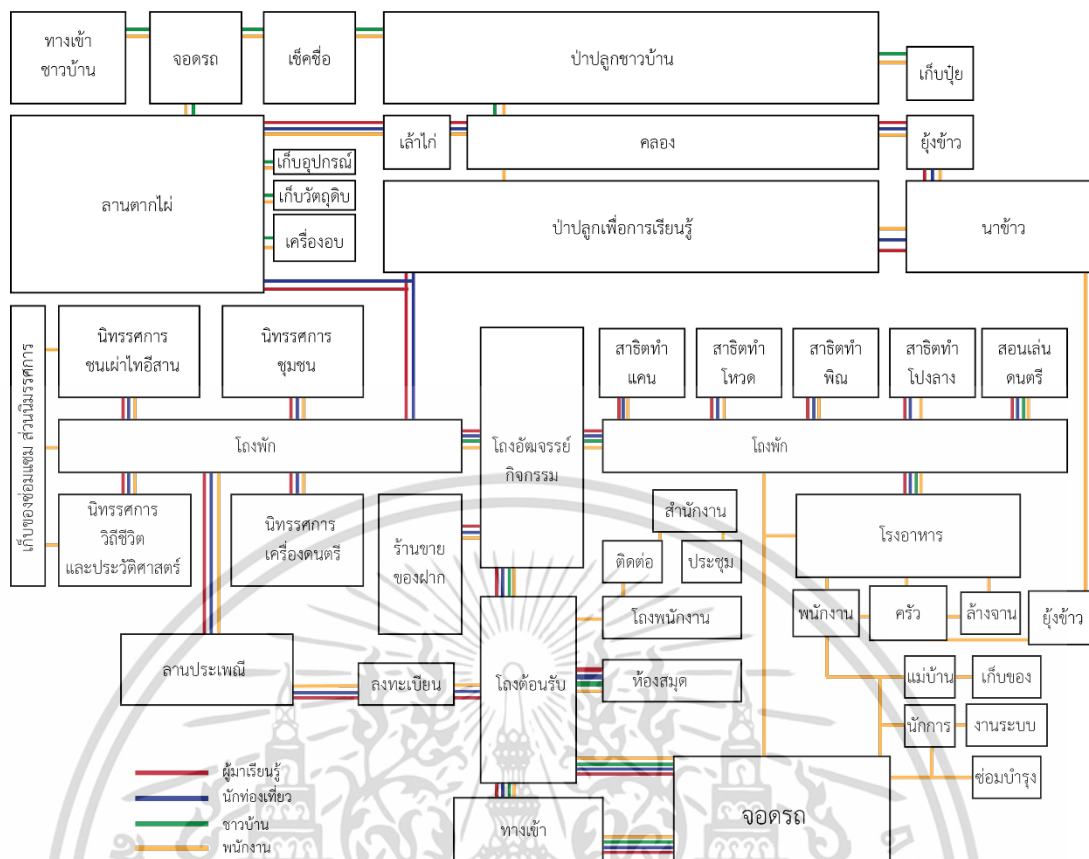 ทางเข้า
ชาวบ้าน
จอดรถ
เช็คชื่อ
ป่าปลูกชาวบ้าน
เก็บปุ๋ย
ลานตากไผ่
เก็บอุปกรณ์
เก็บวัตถุดิบ
เครื่องอบ
เล้าไก่
คลอง
ยุ้งข้าว
ป่าปลูกเพื่อการเรียนรู้
นาข้าว
เก็บของซ่อมแซม ส่วนนิมรรศการ
นิทรรศการ
ชนเผ่าไทอีสาน
นิทรรศการ
ชุมชน
โถงพัก
นิทรรศการ
วิถีชีวิต
และประวัติศาสตร์
นิทรรศการ
เครื่องดนตรี
โถงอัฒจรรย์
กิจกรรม
สาธิตทำ
แคน
สาธิตทำ
โหวด
สาธิตทำ
พิณ
สาธิตทำ
โปงลาง
สอนเล่น
ดนตรี
โถงพัก
ร้านขาย
ของฝาก
สำนักงาน
ติดต่อ
ประชุม
โถงพนักงาน
โรงอาหาร
พนักงาน
ครัว
ล้างจาน
ยุ้งข้าว
ลานประเพณี
ลงทะเบียน
โถงต้อนรับ
ห้องสมุด
แม่บ้าน
เก็บของ
นักการ
งานระบบ
ซ่อมบำรุง
ทางเข้า
จอดรถ
ผู้มาเรียนรู้
นักท่องเที่ยว
ชาวบ้าน
พนักงาน